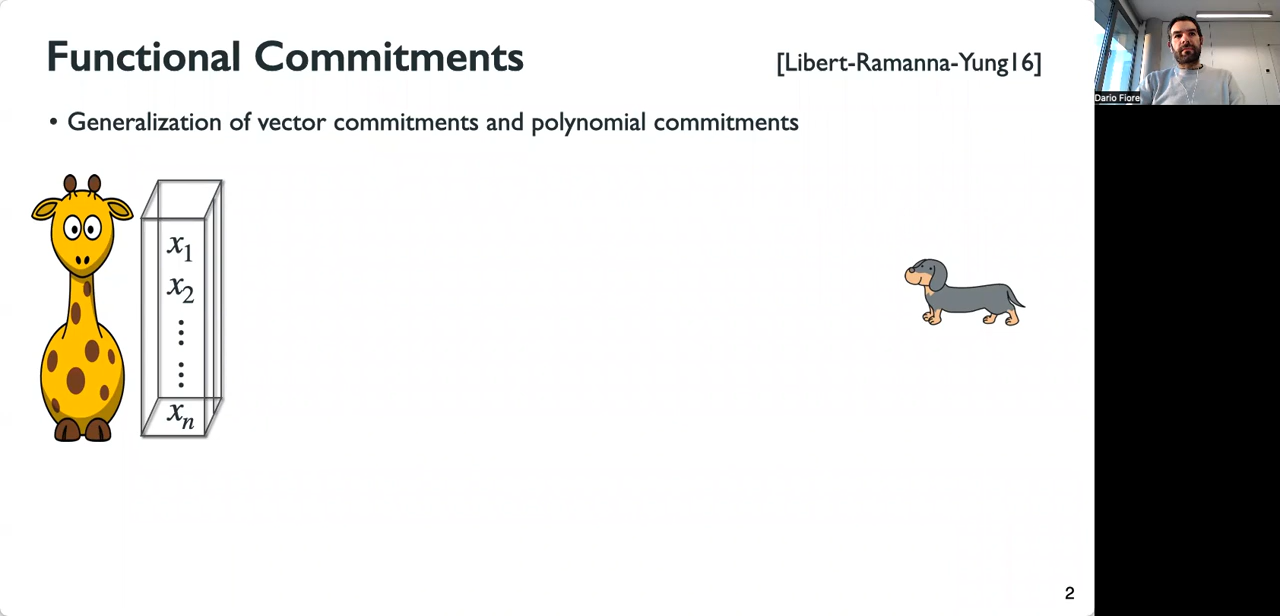 Functional Commitments
[Libert-Ramanna-Yung16]
• Generalization of vector commitments and polynomial commitments
x₁
x₂
⋮
⋮
xₙ
Dario Fiore
2